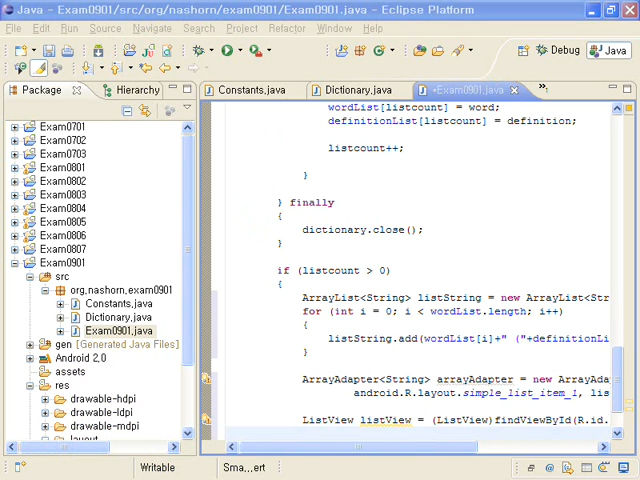 Java - Exam0901/src/org/nashorn/exam0901/Exam0901.java - Eclipse Platform
File Edit Run Source Navigate Search Project Refactor Window Help
Debug Java
Package Hierarchy Constants.java Dictionary.java *Exam0901.java »1
wordList[listcount] = word;
definitionList[listcount] = definition;
listcount++;
}
} finally
{
dictionary.close();
}
if (listcount > 0)
{
ArrayList<String> listString = new ArrayList<Str
for (int i = 0; i < wordList.length; i++)
{
listString.add(wordList[i]+" ("+definitionLi
}
ArrayAdapter<String> arrayAdapter = new ArrayAda
android.R.layout.simple_list_item_1, lis
ListView listView = (ListView)findViewById(R.id.
Exam0701
Exam0702
Exam0703
Exam0801
Exam0802
Exam0803
Exam0804
Exam0805
Exam0806
Exam0807
Exam0901
src
org.nashorn.exam0901
Constants.java
Dictionary.java
Exam0901.java
gen [Generated Java Files]
Android 2.0
assets
res
drawable-hdpi
drawable-ldpi
drawable-mdpi
layout
Writable Sma...ert